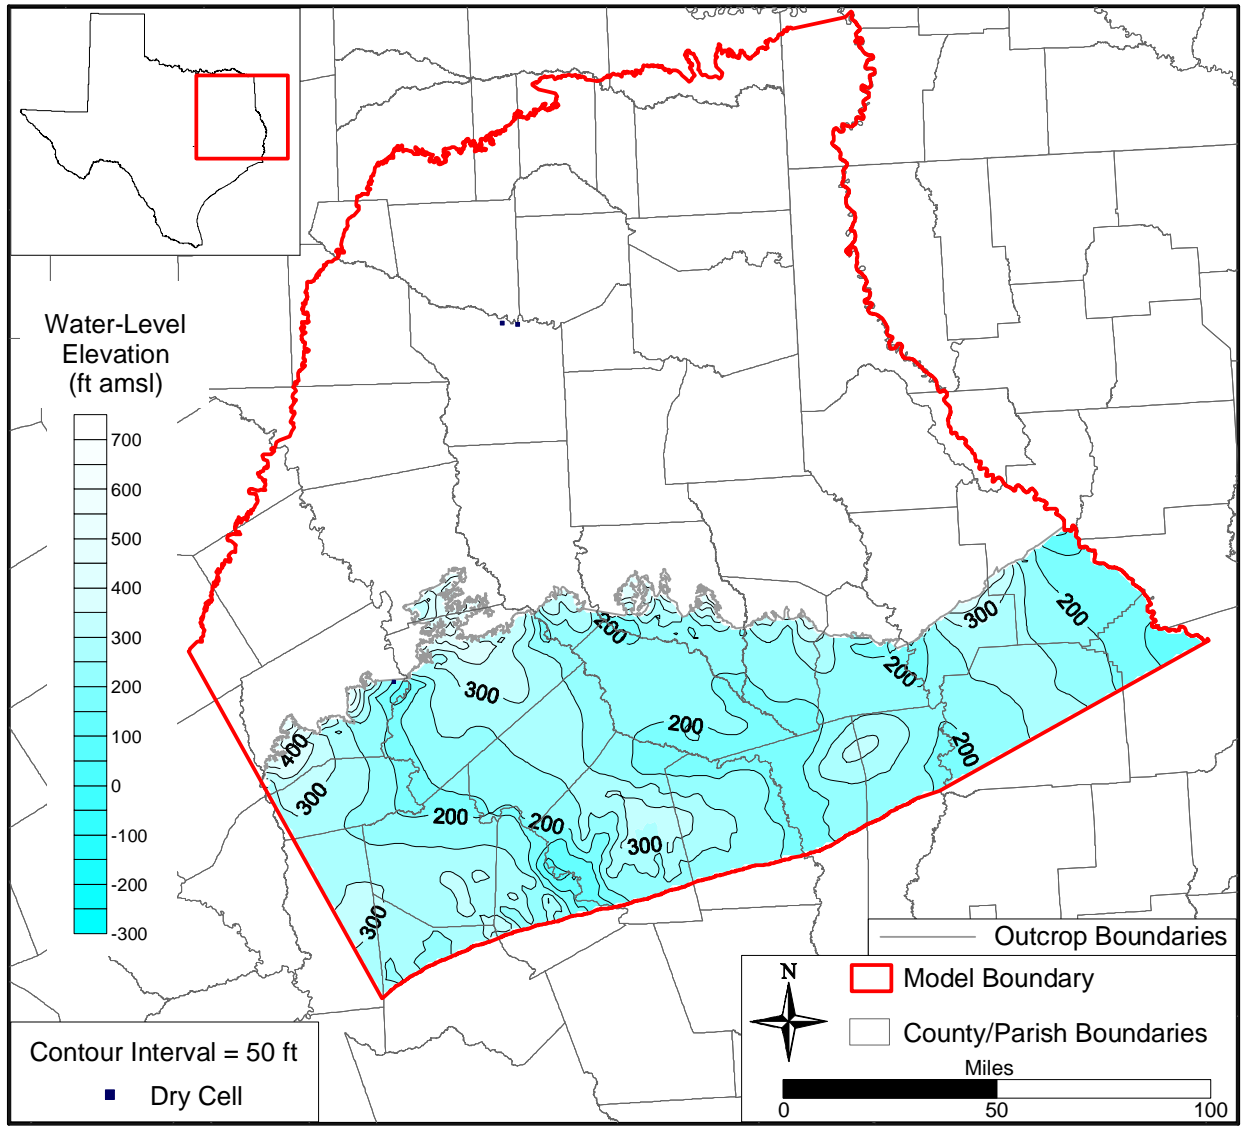 Water-Level
Elevation
(ft amsl)
700
600
500
400
300
200
100
0
-100
-200
-300
200
300
200
200
300
200
400
300
200
200
200
300
300
Outcrop Boundaries
N
Model Boundary
County/Parish Boundaries
Miles
0
50
100
Contour Interval = 50 ft
Dry Cell